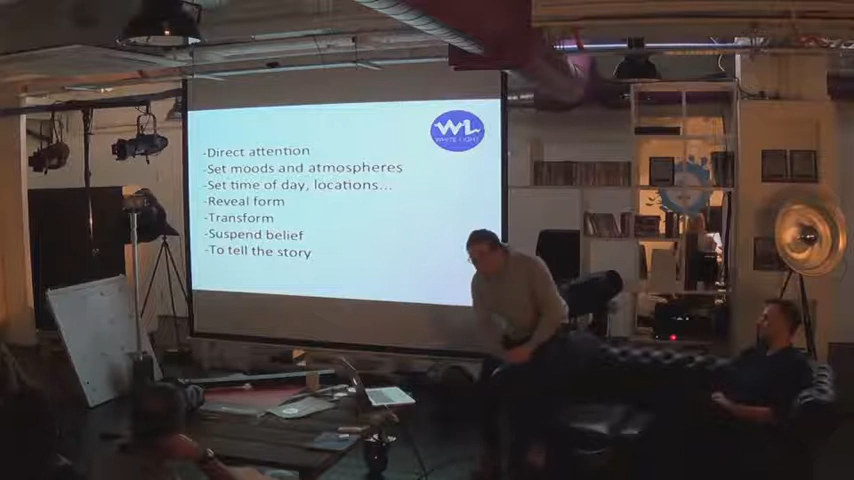 -Direct attention
-Set moods and atmospheres
-Set time of day, locations...
-Reveal form
-Transform
-Suspend belief
-To tell the story
WL
WHITE LIGHT